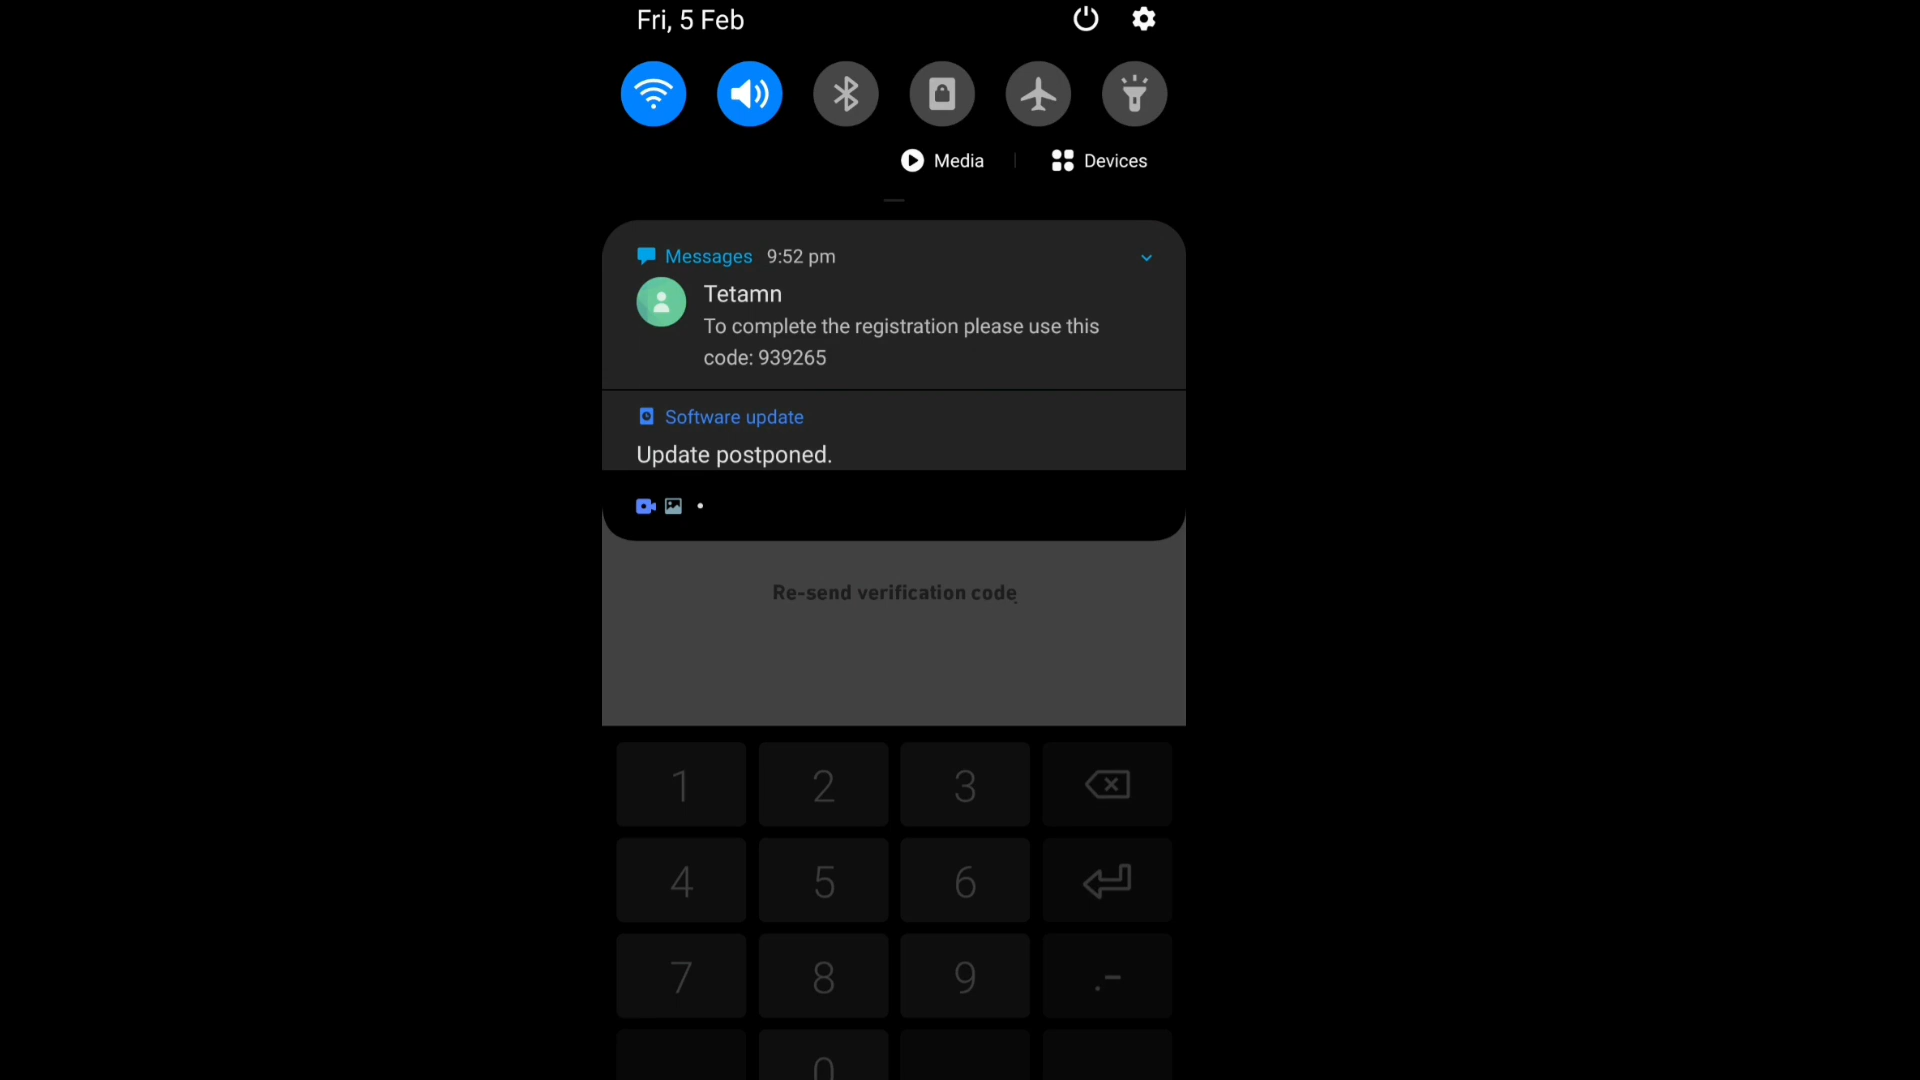 Fri, 5 Feb
Media
Devices
Messages 9:52 pm
Tetamn
To complete the registration please use this
code: 939265
Software update
Update postponed.
Re-send verification code
1 2 3
4 5 6
7 8 9 .-
0